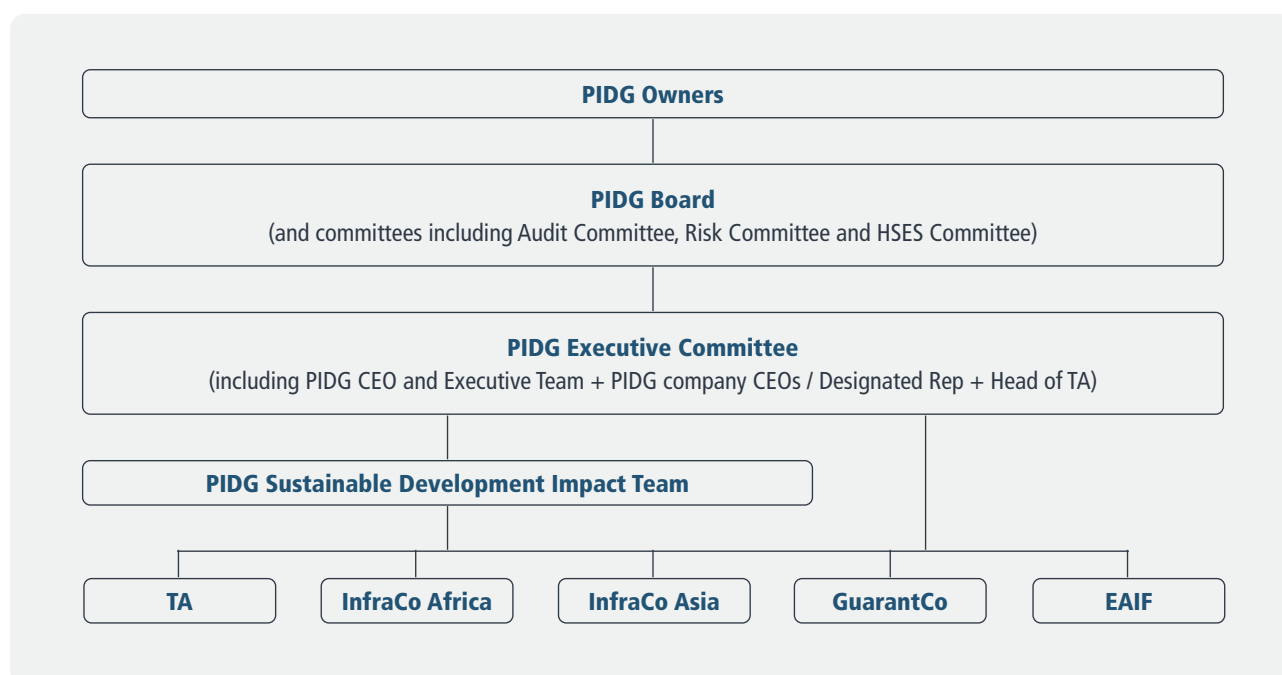 PIDG Owners
PIDG Board
(and committees including Audit Committee, Risk Committee and HSES Committee)
PIDG Executive Committee
(including PIDG CEO and Executive Team + PIDG company CEOs / Designated Rep + Head of TA)
PIDG Sustainable Development Impact Team
TA
InfraCo Africa
InfraCo Asia
GuarantCo
EAIF